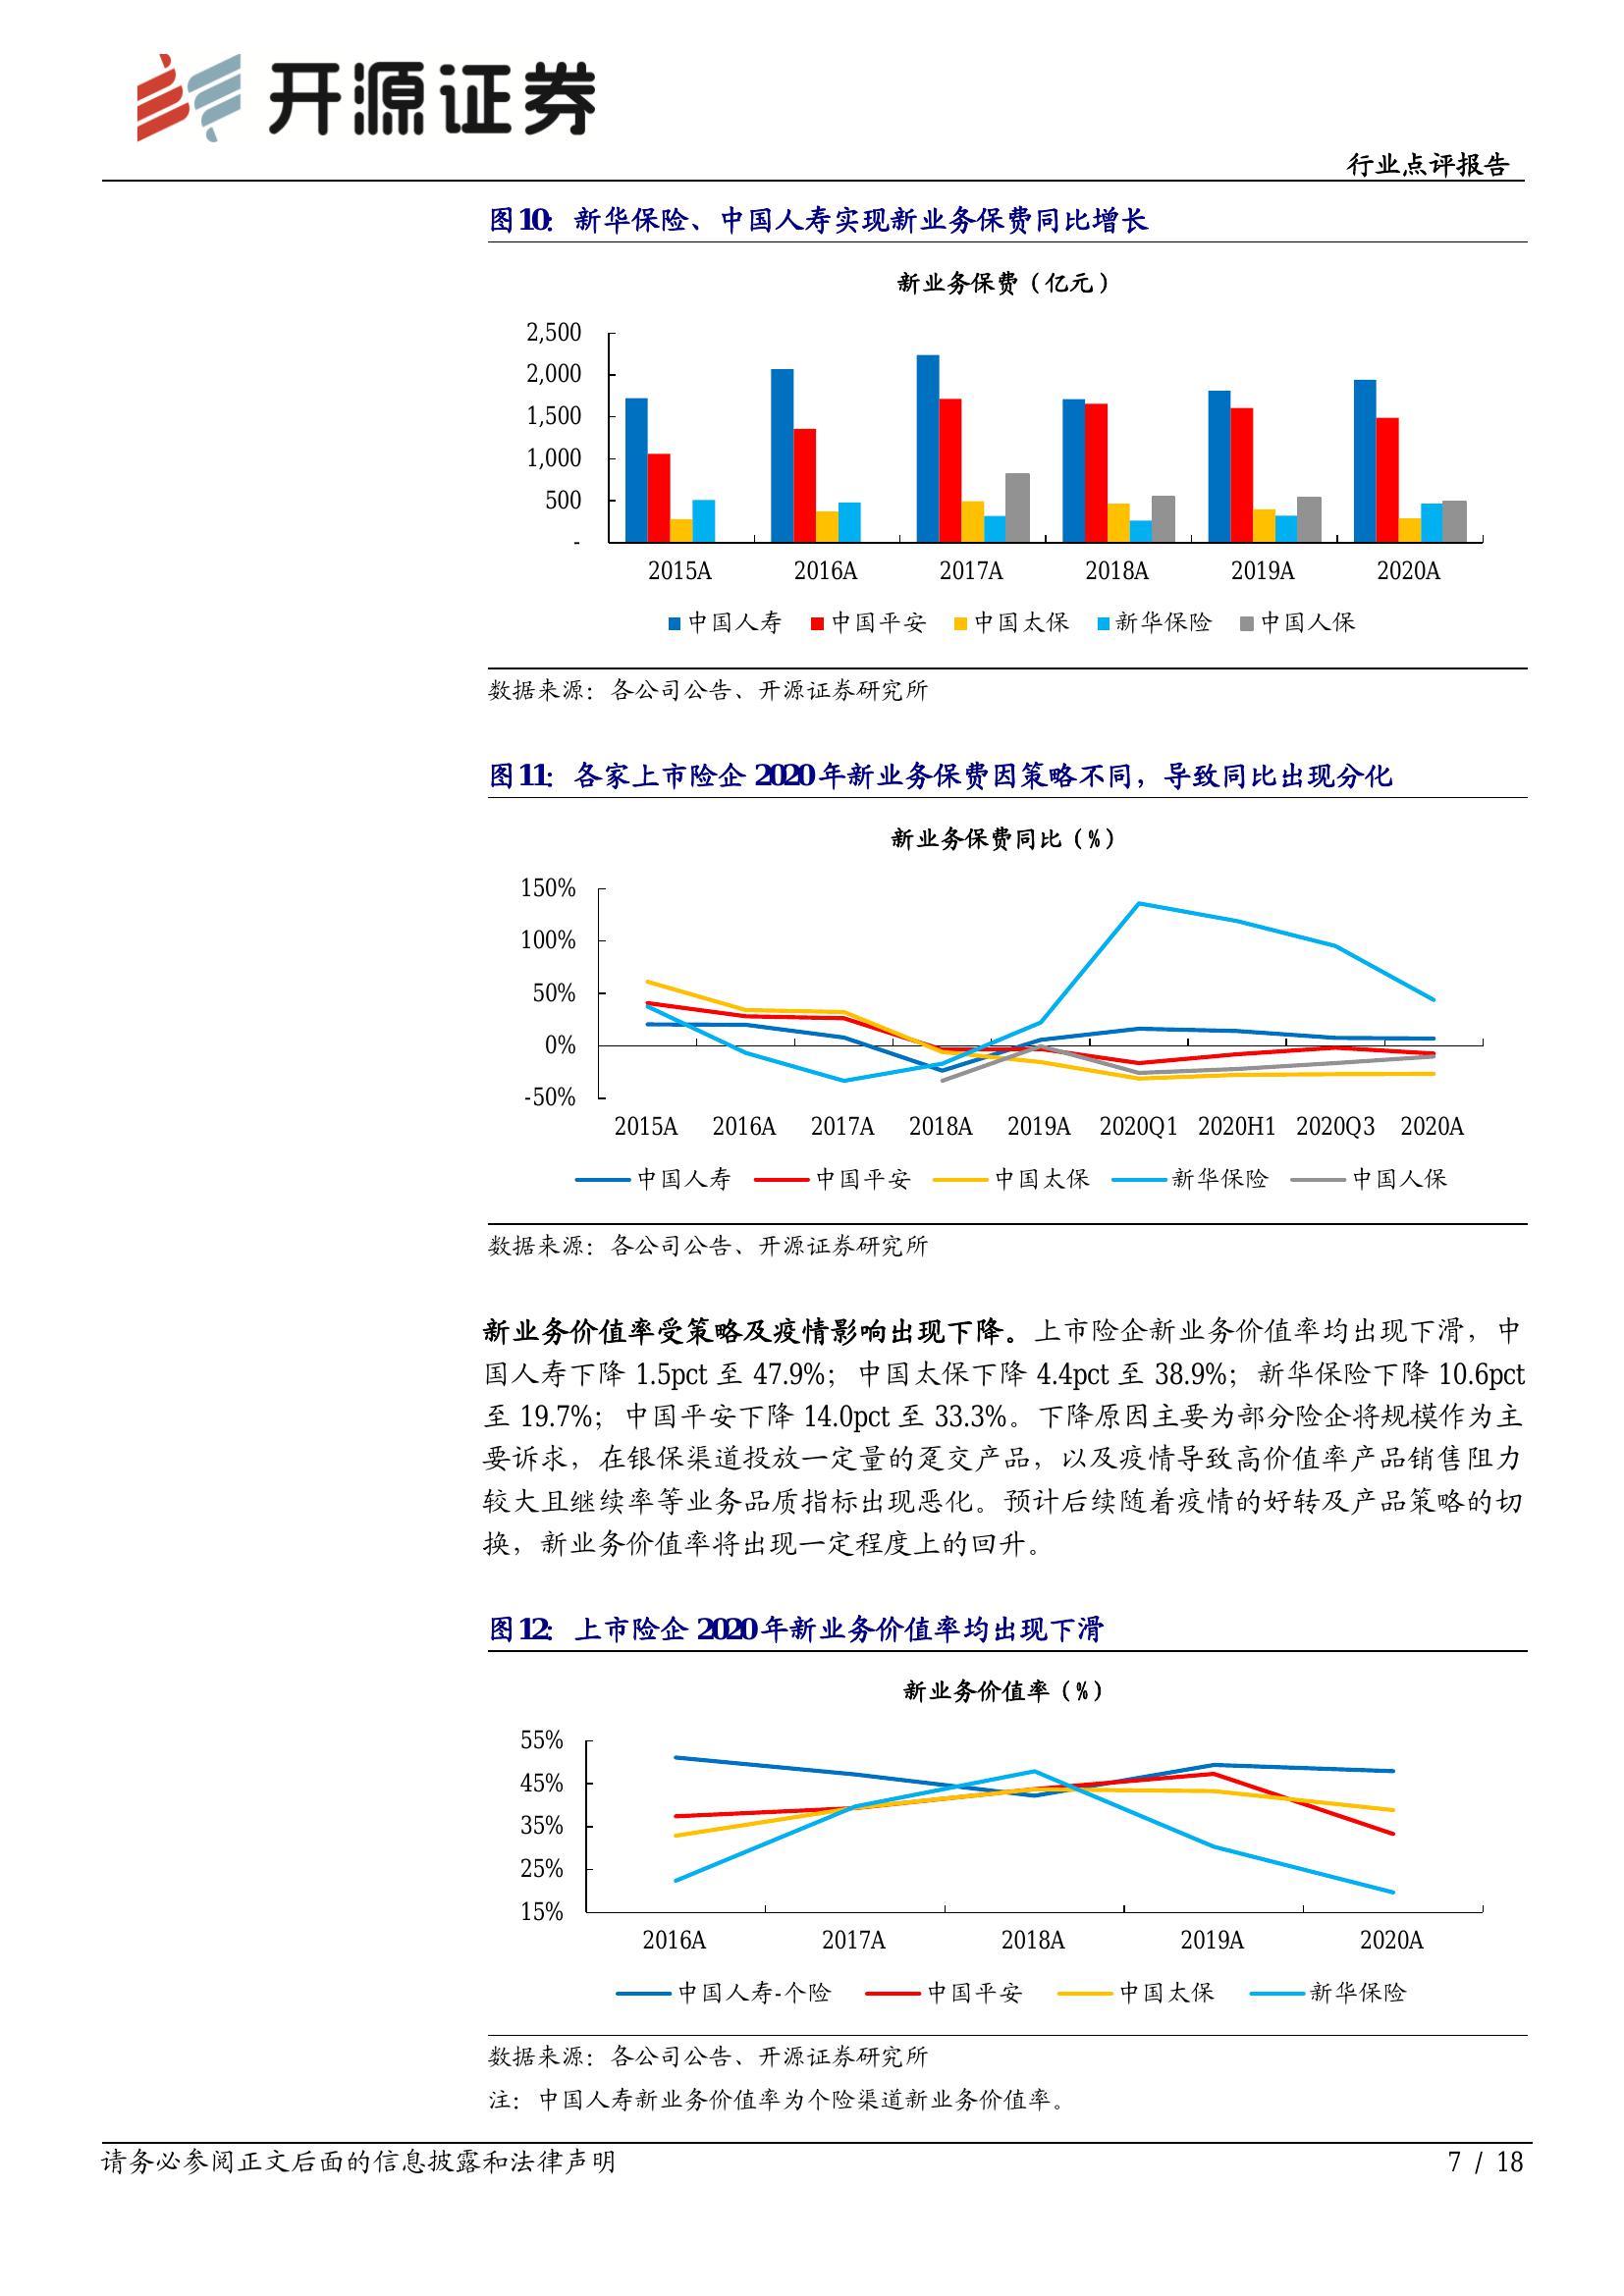 开源证券
行业点评报告
图10：新华保险、中国人寿实现新业务保费同比增长
新业务保费（亿元）
2,500
2,000
1,500
1,000
500
-
2015A 2016A 2017A 2018A 2019A 2020A
中国人寿 中国平安 中国太保 新华保险 中国人保
数据来源：各公司公告、开源证券研究所
图11：各家上市险企 2020 年新业务保费因策略不同，导致同比出现分化
新业务保费同比（%）
150%
100%
50%
0%
-50%
2015A 2016A 2017A 2018A 2019A 2020Q1 2020H1 2020Q3 2020A
中国人寿 中国平安 中国太保 新华保险 中国人保
数据来源：各公司公告、开源证券研究所
新业务价值率受策略及疫情影响出现下降。上市险企新业务价值率均出现下滑，中
国人寿下降 1.5pct 至 47.9%；中国太保下降 4.4pct 至 38.9%；新华保险下降 10.6pct
至 19.7%；中国平安下降 14.0pct 至 33.3%。下降原因主要为部分险企将规模作为主
要诉求，在银保渠道投放一定量的趸交产品，以及疫情导致高价值率产品销售阻力
较大且继续率等业务品质指标出现恶化。预计后续随着疫情的好转及产品策略的切
换，新业务价值率将出现一定程度上的回升。
图12：上市险企 2020 年新业务价值率均出现下滑
新业务价值率（%）
55%
45%
35%
25%
15%
2016A 2017A 2018A 2019A 2020A
中国人寿-个险 中国平安 中国太保 新华保险
数据来源：各公司公告、开源证券研究所
注：中国人寿新业务价值率为个险渠道新业务价值率。
请务必参阅正文后面的信息披露和法律声明 7 / 18